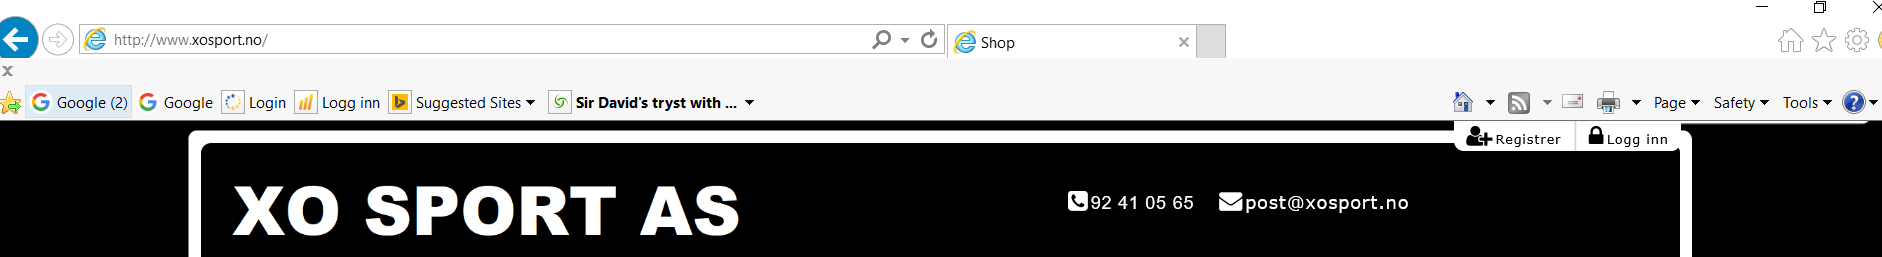 http://www.xosport.no/
Shop
x
Google (2) Google Login Logg inn Suggested Sites Sir David's tryst with ... Page Safety Tools
Registrer Logg inn
XO SPORT AS
92 41 05 65 post@xosport.no